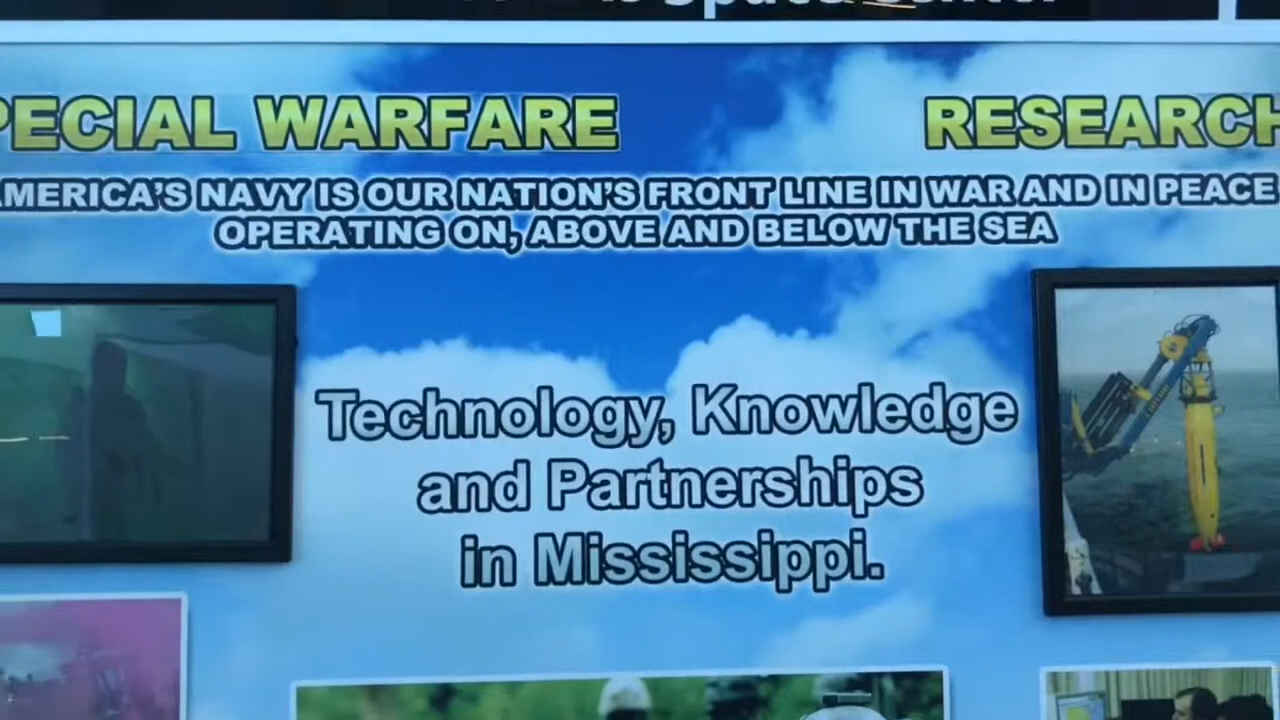 Space
PECIAL WARFARE RESEARCH
AMERICA'S NAVY IS OUR NATION'S FRONT LINE IN WAR AND IN PEACE
OPERATING ON, ABOVE AND BELOW THE SEA
Technology, Knowledge
and Partnerships
in Mississippi.